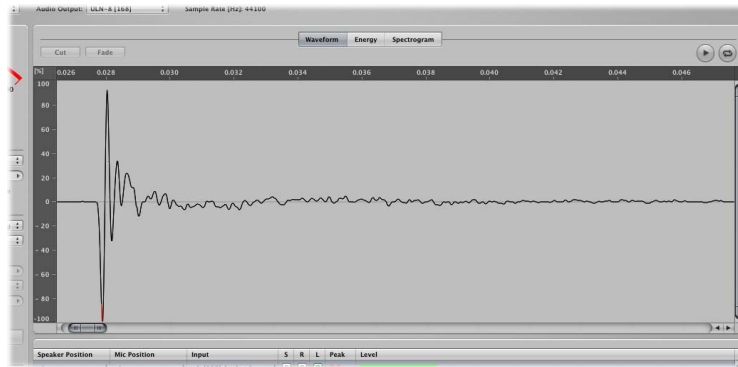 Audio Output: ULN-8 [168] Sample Rate [Hz]: 44100
Waveform Energy Spectrogram
Cut Fade
[%] 0.026 0.028 0.030 0.032 0.034 0.036 0.038 0.040 0.042 0.044 0.046
100
80
60
40
20
0
- 20
- 40
- 60
- 80
-100
Speaker Position Mic Position Input S R L Peak Level